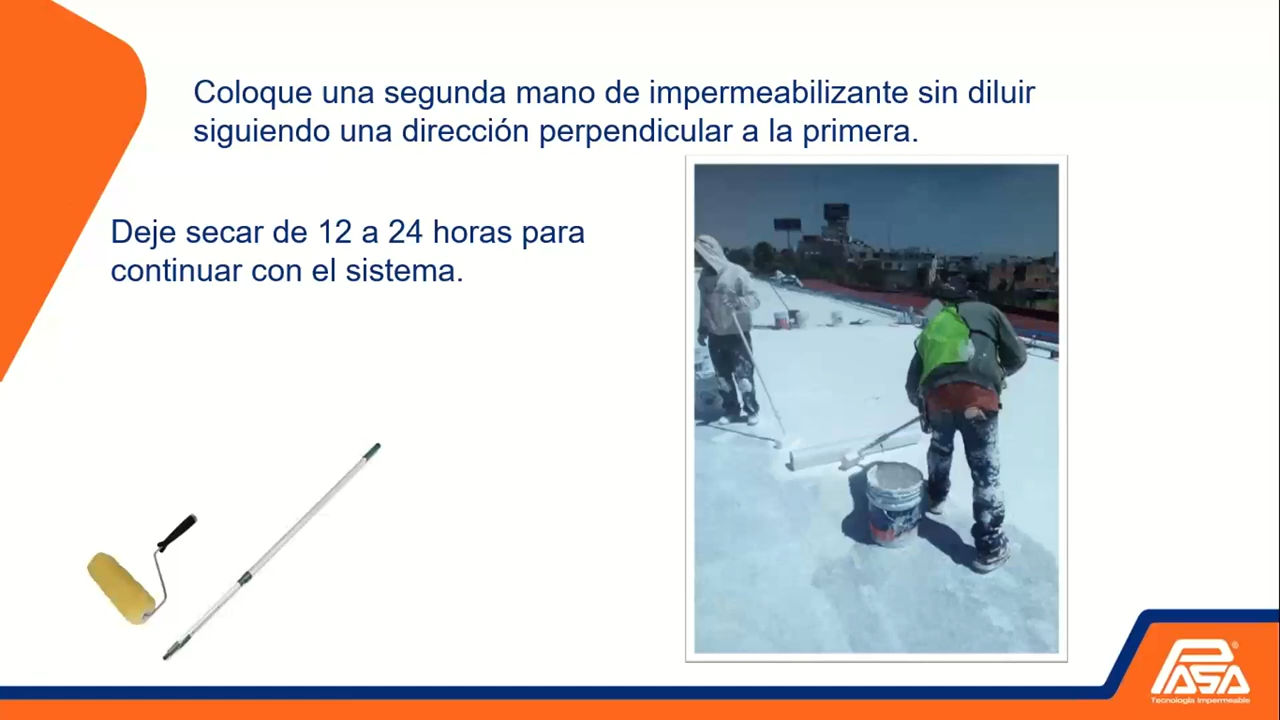 Coloque una segunda mano de impermeabilizante sin diluir
siguiendo una dirección perpendicular a la primera.
Deje secar de 12 a 24 horas para
continuar con el sistema.
PASA®
Tecnología Impermeable